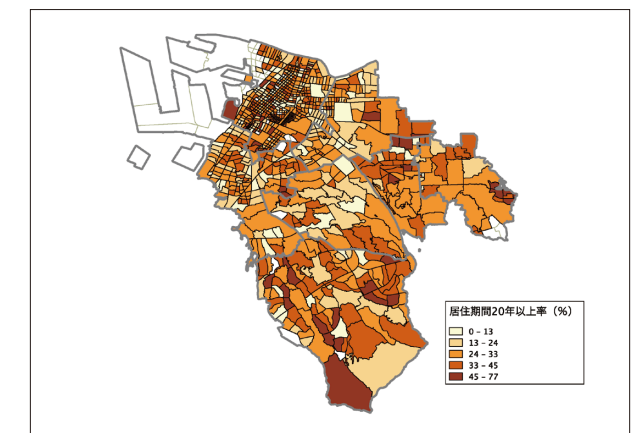 居住期間20年以上率（%）
0 – 13
13 – 24
24 – 33
33 – 45
45 – 77